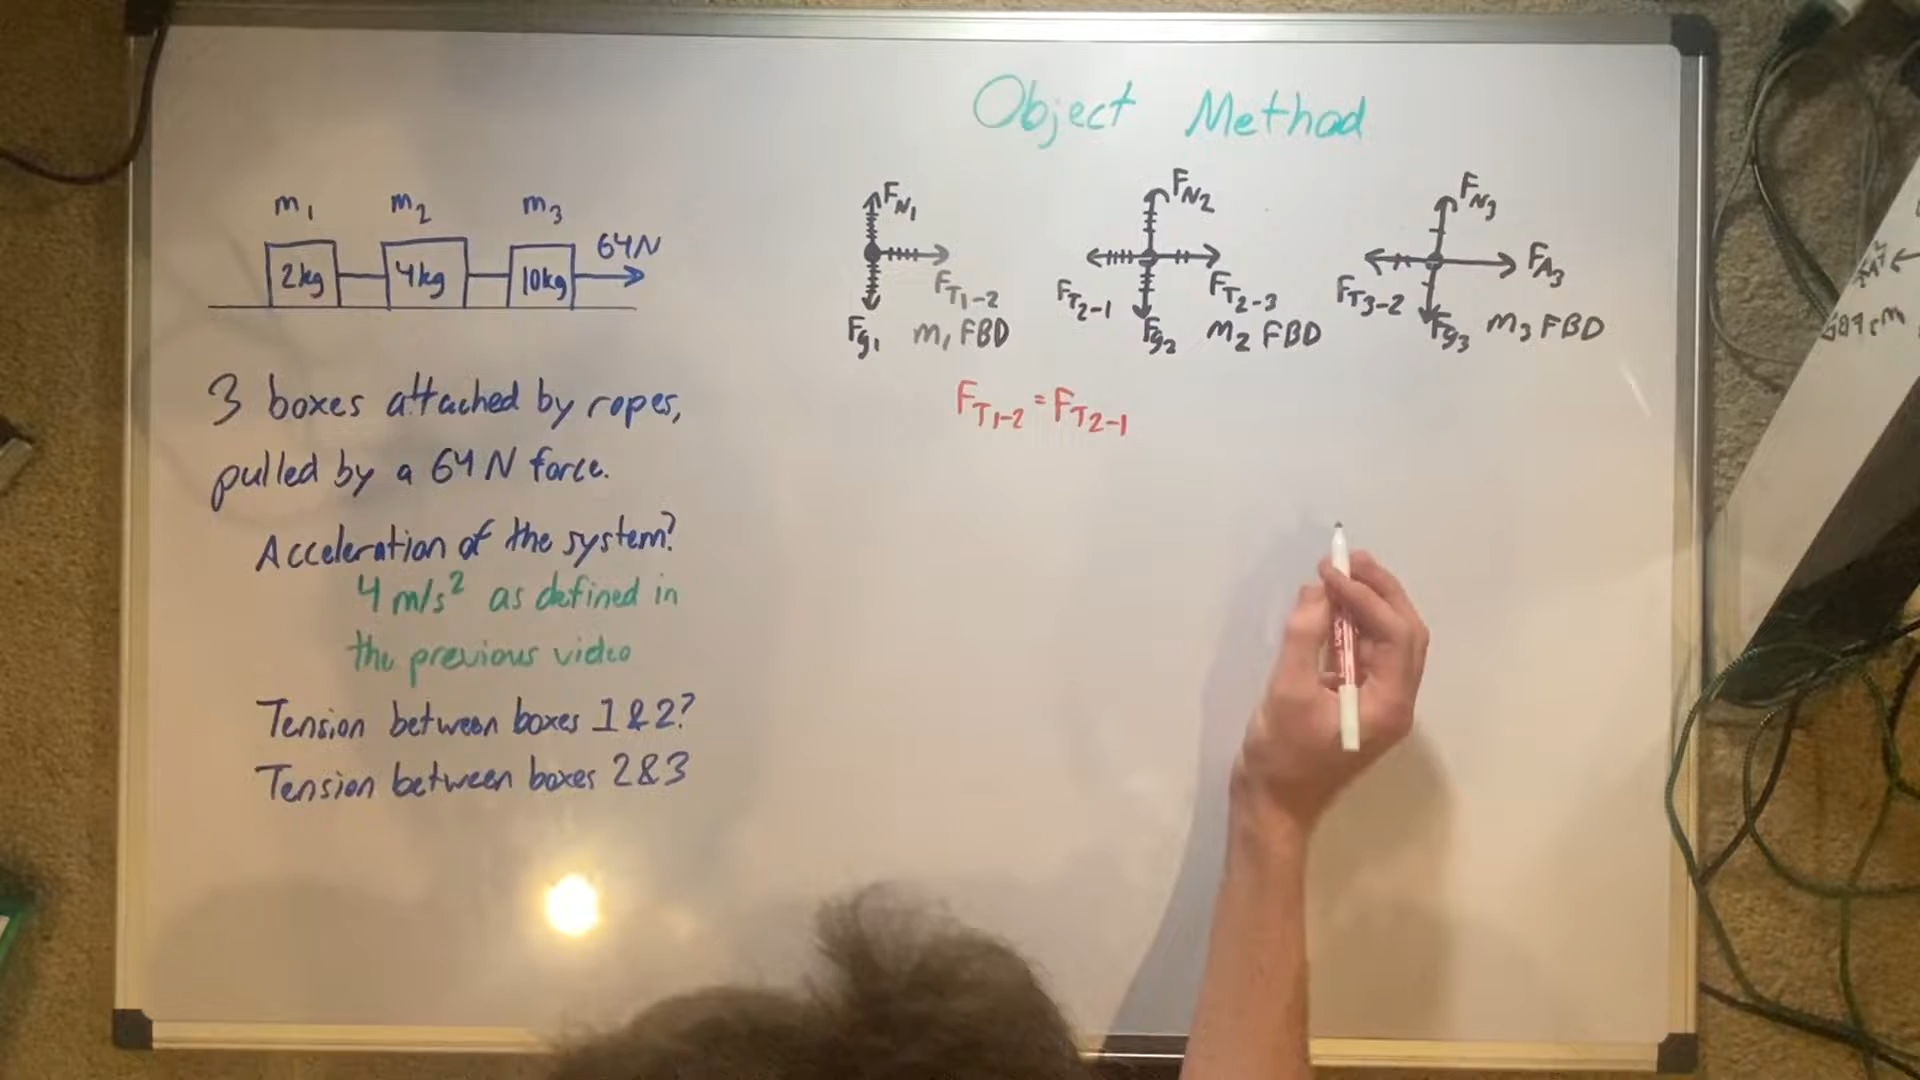 Object Method
m1 m2 m3
2kg 4kg 10kg 64N
3 boxes attached by ropes,
pulled by a 64N force.
Acceleration of the system?
4 m/s² as defined in
the previous video
Tension between boxes 1&2?
Tension between boxes 2&3
FN1
FT1-2
Fg1 m1 FBD
FN2
FT2-1 FT2-3
Fg2 m2 FBD
FN3
FA3
FT3-2
Fg3 m3 FBD
FT1-2 = FT2-1